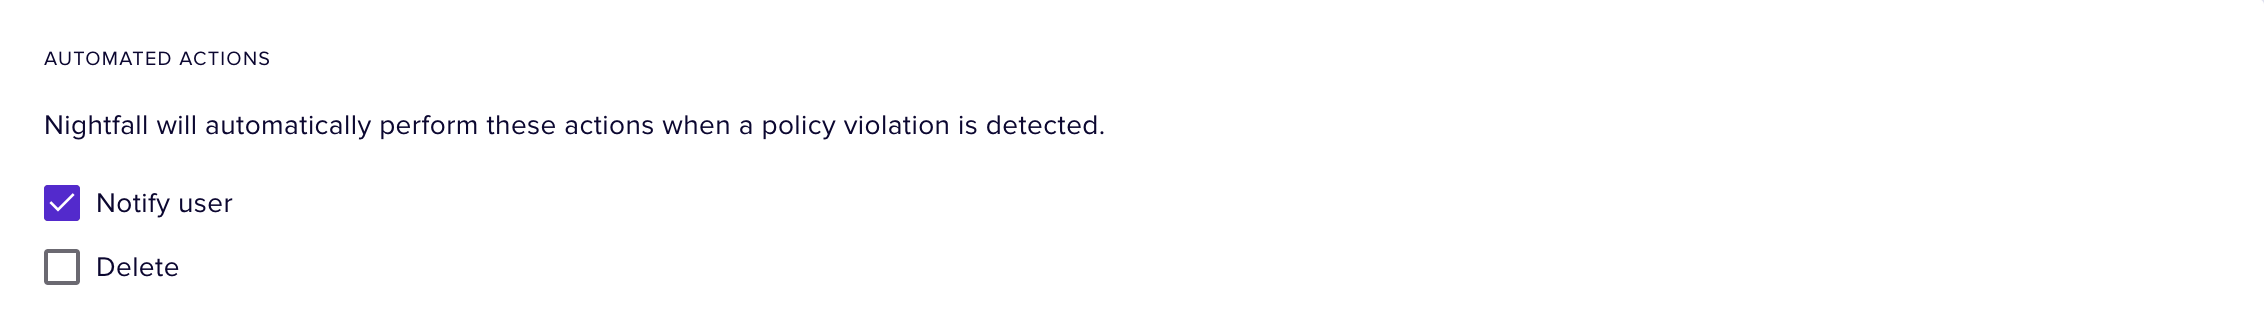 AUTOMATED ACTIONS
Nightfall will automatically perform these actions when a policy violation is detected.
Notify user
Delete